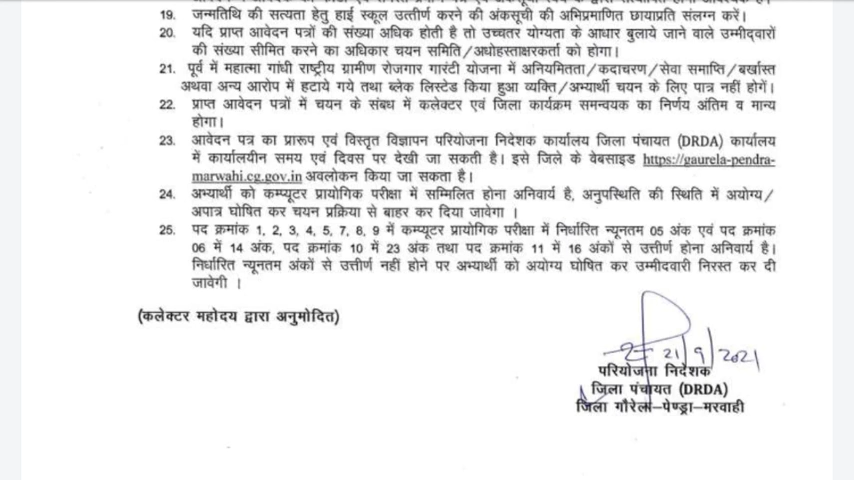 19. जन्मतिथि की सत्यता हेतु हाई स्कूल उत्तीर्ण करने की अंकसूची की अभिप्रमाणित छायाप्रति संलग्न करें।
20. यदि प्राप्त आवेदन पत्रों की संख्या अधिक होती है तो उच्चतर योग्यता के आधार बुलाये जाने वाले उम्मीदवारों
की संख्या सीमित करने का अधिकार चयन समिति/अधोहस्ताक्षरकर्ता को होगा।
21. पूर्व में महात्मा गांधी राष्ट्रीय ग्रामीण रोजगार गारंटी योजना में अनियमितता/कदाचरण/सेवा समाप्ति/बर्खास्त
अथवा अन्य आरोप में हटाये गये तथा ब्लेक लिस्टेड किया हुआ व्यक्ति/अभ्यार्थी चयन के लिए पात्र नहीं होगें।
22. प्राप्त आवेदन पत्रों में चयन के संबध में कलेक्टर एवं जिला कार्यक्रम समन्वयक का निर्णय अंतिम व मान्य
होगा।
23. आवेदन पत्र का प्रारूप एवं विस्तृत विज्ञापन परियोजना निदेशक कार्यालय जिला पंचायत (DRDA) कार्यालय
में कार्यालयीन समय एवं दिवस पर देखी जा सकती है। इसे जिले के वेबसाइड https://gaurela-pendra-
marwahi.cg.gov.in अवलोकन किया जा सकता है।
24. अभ्यार्थी को कम्प्यूटर प्रायोगिक परीक्षा में सम्मिलित होना अनिवार्य है, अनुपस्थिति की स्थिति में अयोग्य/
अपात्र घोषित कर चयन प्रक्रिया से बाहर कर दिया जावेगा ।
25. पद क्रमांक 1, 2, 3, 4, 5, 7, 8, 9 में कम्प्यूटर प्रायोगिक परीक्षा में निर्धारित न्यूनतम 05 अंक एवं पद क्रमांक
06 में 14 अंक, पद क्रमांक 10 में 23 अंक तथा पद क्रमांक 11 में 16 अंकों से उत्तीर्ण होना अनिवार्य है।
निर्धारित न्यूनतम अंकों से उत्तीर्ण नहीं होने पर अभ्यार्थी को अयोग्य घोषित कर उम्मीदवारी निरस्त कर दी
जावेगी ।
(कलेक्टर महोदय द्वारा अनुमोदित)
21/9/2021
परियोजना निदेशक
जिला पंचायत (DRDA)
जिला गौरेला-पेण्ड्रा-मरवाही